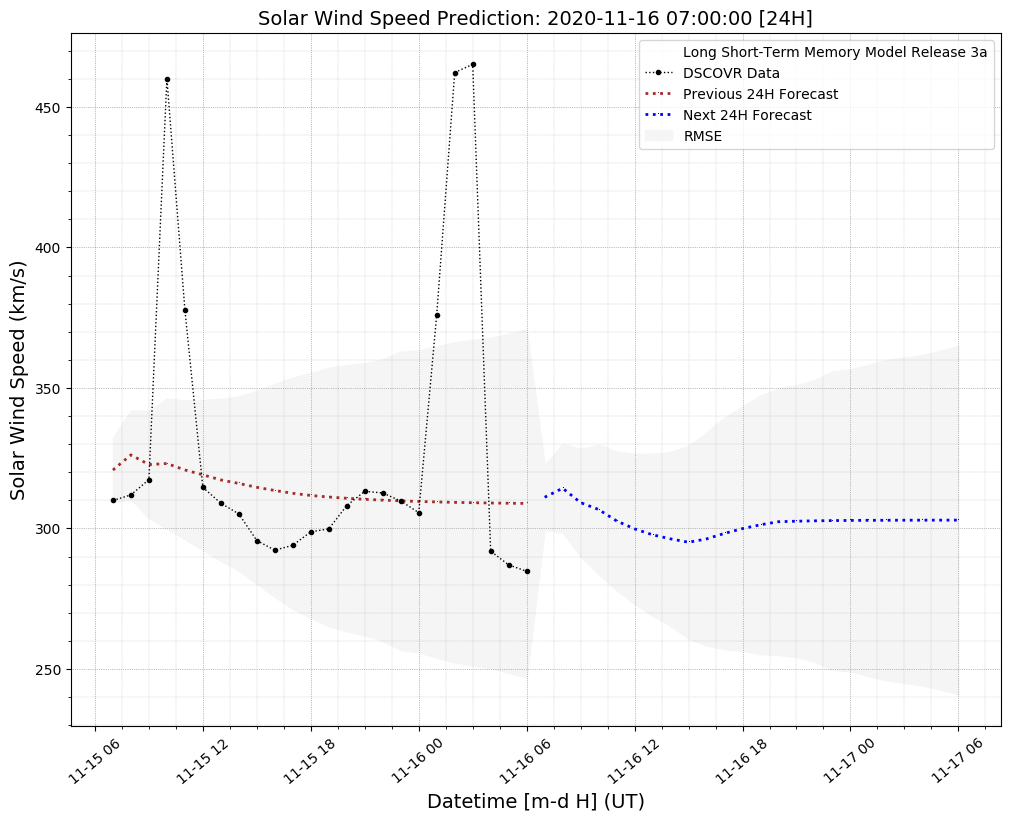 Solar Wind Speed Prediction: 2020-11-16 07:00:00 [24H]
Long Short-Term Memory Model Release 3a
DSCOVR Data
Previous 24H Forecast
Next 24H Forecast
RMSE
Solar Wind Speed (km/s)
450
400
350
300
250
11-15 06
11-15 12
11-15 18
11-16 00
11-16 06
11-16 12
11-16 18
11-17 00
11-17 06
Datetime [m-d H] (UT)